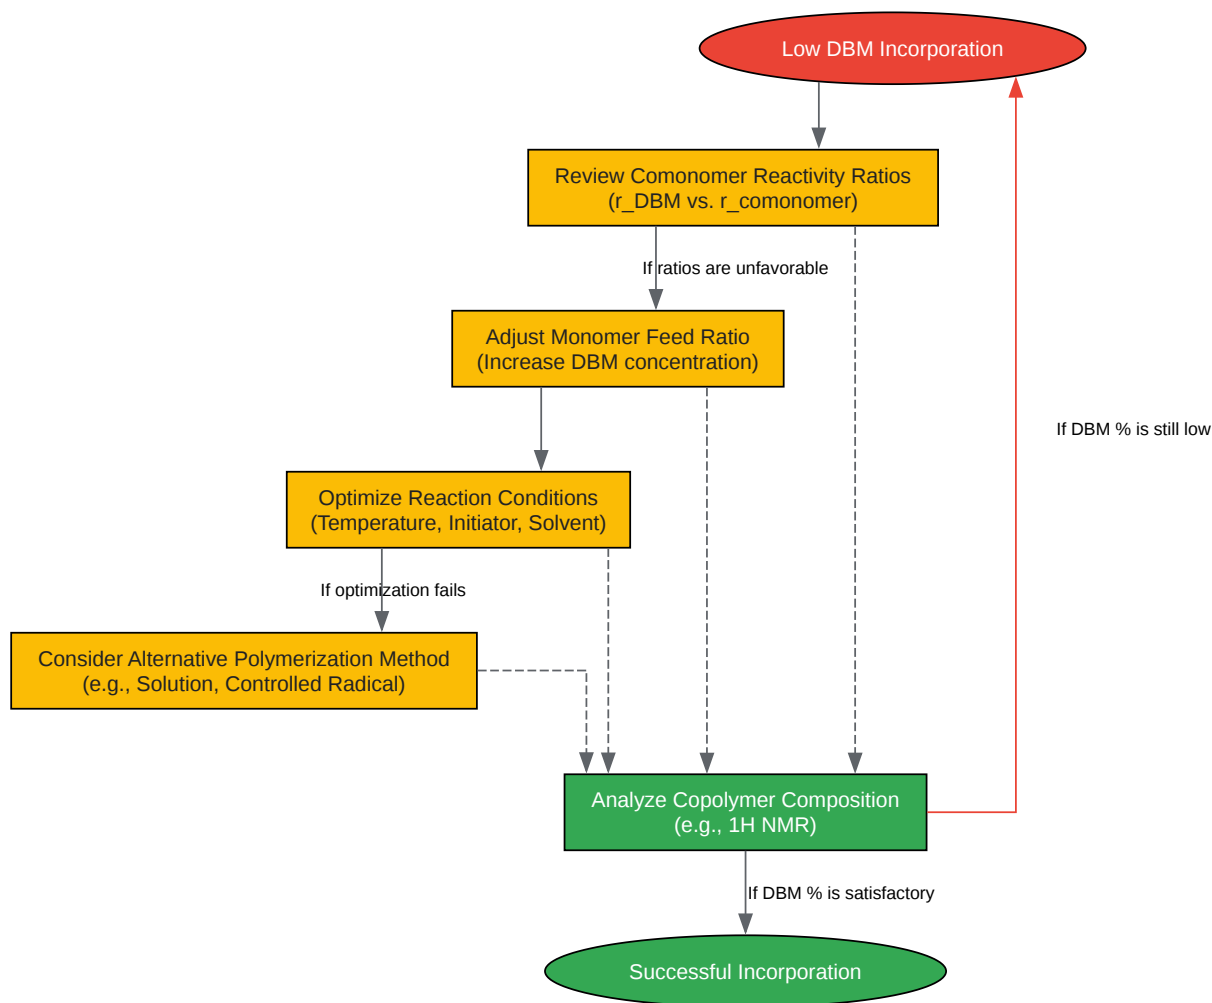 Low DBM Incorporation
Review Comonomer Reactivity Ratios
(r_DBM vs. r_comonomer)
If ratios are unfavorable
Adjust Monomer Feed Ratio
(Increase DBM concentration)
If DBM % is still low
Optimize Reaction Conditions
(Temperature, Initiator, Solvent)
If optimization fails
Consider Alternative Polymerization Method
(e.g., Solution, Controlled Radical)
Analyze Copolymer Composition
(e.g., 1H NMR)
If DBM % is satisfactory
Successful Incorporation